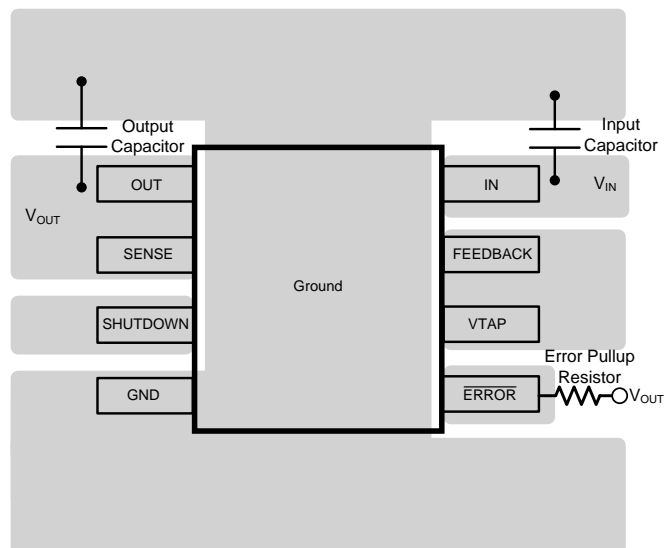 Output
Capacitor
Input
Capacitor
OUT
IN
VIN
VOUT
SENSE
FEEDBACK
Ground
SHUTDOWN
VTAP
Error Pullup
Resistor
GND
ERROR
VOUT